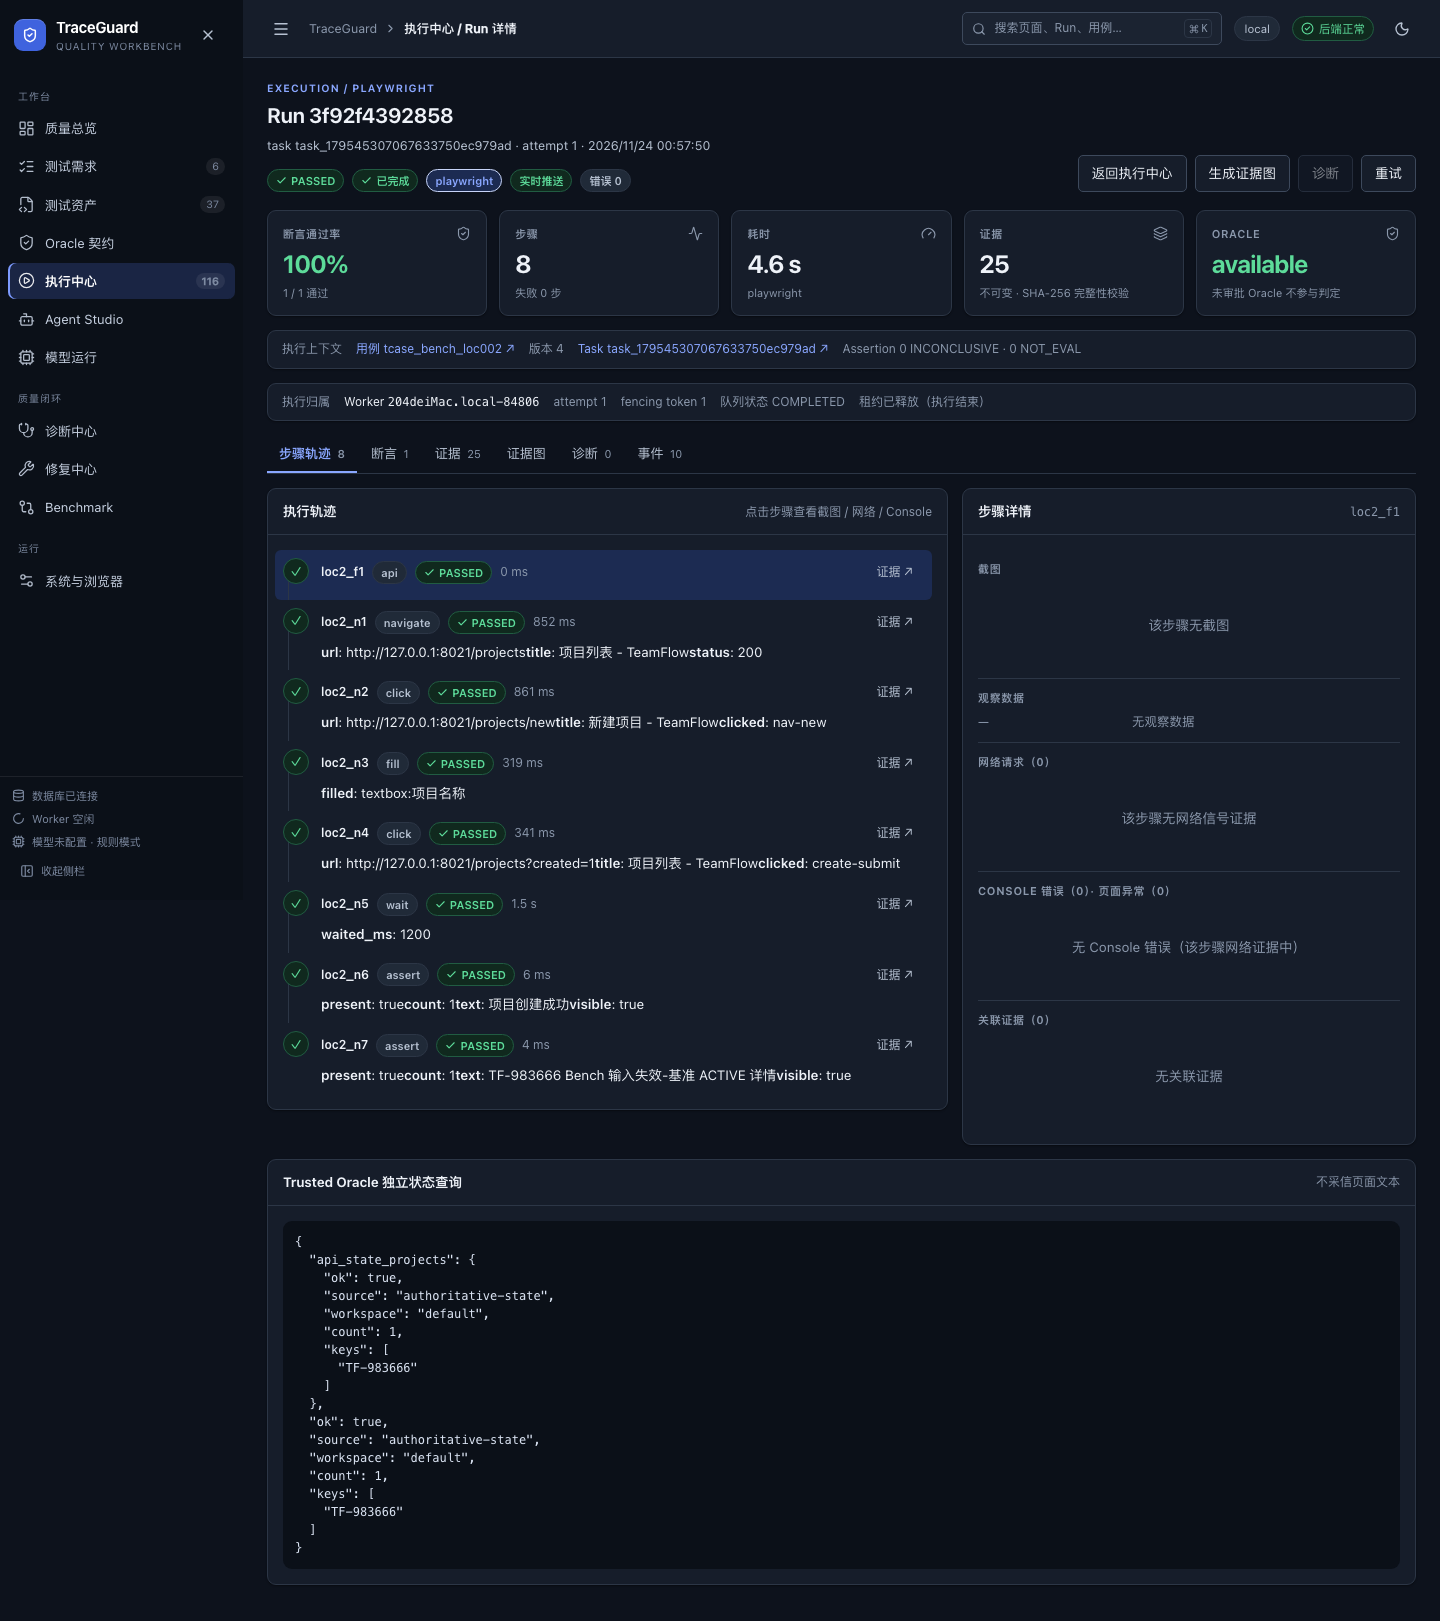 TraceGuard
QUALITY WORKBENCH
工作台
质量总览
测试需求 6
测试资产 37
Oracle 契约
执行中心 116
Agent Studio
模型运行
质量闭环
诊断中心
修复中心
Benchmark
运行
系统与浏览器
数据库已连接
Worker 空闲
模型未配置 · 规则模式
收起侧栏
TraceGuard 执行中心 / Run 详情
搜索页面、Run、用例… ⌘ K local 后端正常
EXECUTION / PLAYWRIGHT
Run 3f92f4392858
task task_179545307067633750ec979ad · attempt 1 · 2026/11/24 00:57:50
PASSED 已完成 playwright 实时推送 错误 0
返回执行中心 生成证据图 诊断 重试
断言通过率
100%
1 / 1 通过
步骤
8
失败 0 步
耗时
4.6 s
playwright
证据
25
不可变 · SHA-256 完整性校验
ORACLE
available
未审批 Oracle 不参与判定
执行上下文 用例 tcase_bench_loc002 ↗ 版本 4 Task task_179545307067633750ec979ad ↗ Assertion 0 INCONCLUSIVE · 0 NOT_EVAL
执行归属 Worker 204deiMac.local-84806 attempt 1 fencing token 1 队列状态 COMPLETED 租约已释放（执行结束）
步骤轨迹 8 断言 1 证据 25 证据图 诊断 0 事件 10
执行轨迹 点击步骤查看截图 / 网络 / Console
loc2_f1 api PASSED 0 ms 证据 ↗
loc2_n1 navigate PASSED 852 ms 证据 ↗
url: http://127.0.0.1:8021/projectstitle: 项目列表 - TeamFlowstatus: 200
loc2_n2 click PASSED 861 ms 证据 ↗
url: http://127.0.0.1:8021/projects/newtitle: 新建项目 - TeamFlowclicked: nav-new
loc2_n3 fill PASSED 319 ms 证据 ↗
filled: textbox:项目名称
loc2_n4 click PASSED 341 ms 证据 ↗
url: http://127.0.0.1:8021/projects?created=1title: 项目列表 - TeamFlowclicked: create-submit
loc2_n5 wait PASSED 1.5 s 证据 ↗
waited_ms: 1200
loc2_n6 assert PASSED 6 ms 证据 ↗
present: truecount: 1text: 项目创建成功visible: true
loc2_n7 assert PASSED 4 ms 证据 ↗
present: truecount: 1text: TF-983666 Bench 输入失效-基准 ACTIVE 详情visible: true
步骤详情 loc2_f1
截图
该步骤无截图
观察数据
— 无观察数据
网络请求（0）
该步骤无网络信号证据
CONSOLE 错误（0）· 页面异常（0）
无 Console 错误（该步骤网络证据中）
关联证据（0）
无关联证据
Trusted Oracle 独立状态查询 不采信页面文本
{
"api_state_projects": {
"ok": true,
"source": "authoritative-state",
"workspace": "default",
"count": 1,
"keys": [
"TF-983666"
]
},
"ok": true,
"source": "authoritative-state",
"workspace": "default",
"count": 1,
"keys": [
"TF-983666"
]
}